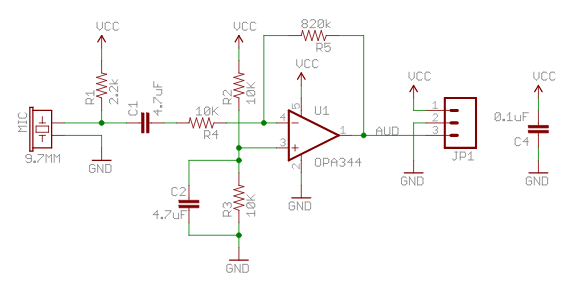 VCC
VCC
820k
R5
VCC
VCC
VCC
R1
2.2k
C1
4.7uF
R2
10K
10K
R4
5
U1
4
3
1
2
OPA344
AUD
1
2
3
JP1
0.1uF
C4
MIC
9.7MM
GND
C2
4.7uF
R3
10K
GND
GND
GND
GND